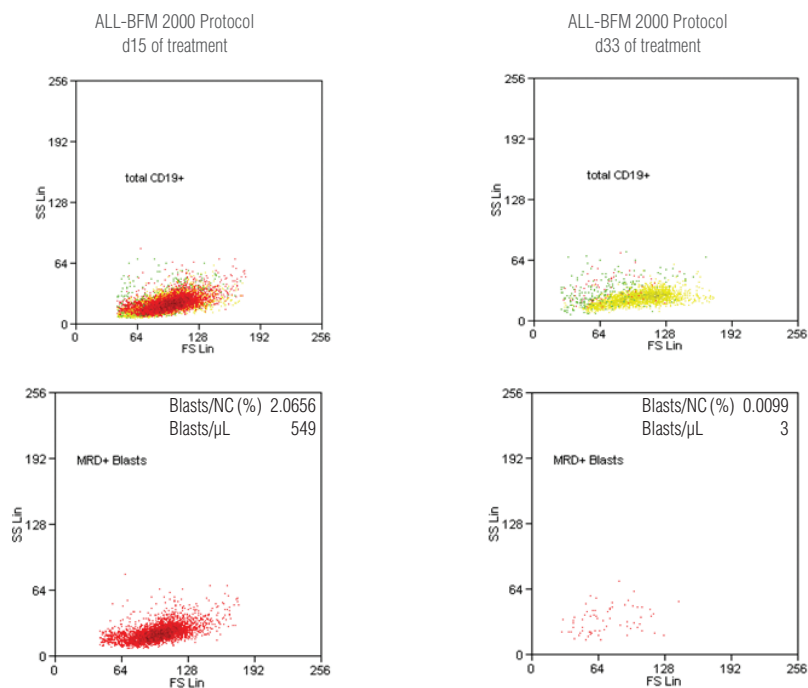 ALL-BFM 2000 Protocol
d15 of treatment
256
192
128
64
0
SS Lin
total CD19+
0 64 128 192 256
FS Lin
ALL-BFM 2000 Protocol
d33 of treatment
256
192
128
64
0
SS Lin
total CD19+
0 64 128 192 256
FS Lin
256
192
128
64
0
SS Lin
Blasts/NC (%) 2.0656
Blasts/µL 549
MRD+ Blasts
0 64 128 192 256
FS Lin
256
192
128
64
0
SS Lin
Blasts/NC (%) 0.0099
Blasts/µL 3
MRD+ Blasts
0 64 128 192 256
FS Lin